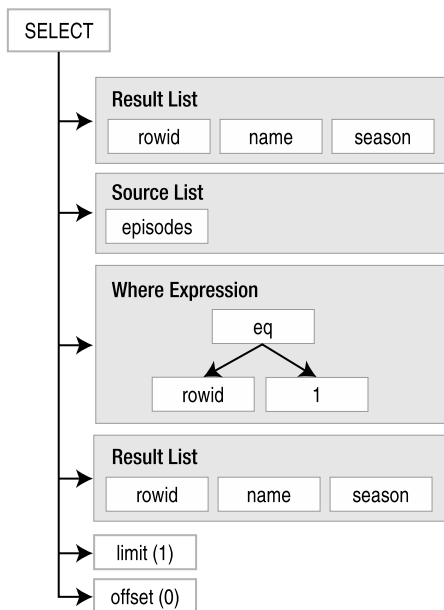 SELECT
Result List
rowid name season
Source List
episodes
Where Expression
eq
rowid 1
Result List
rowid name season
limit (1)
offset (0)